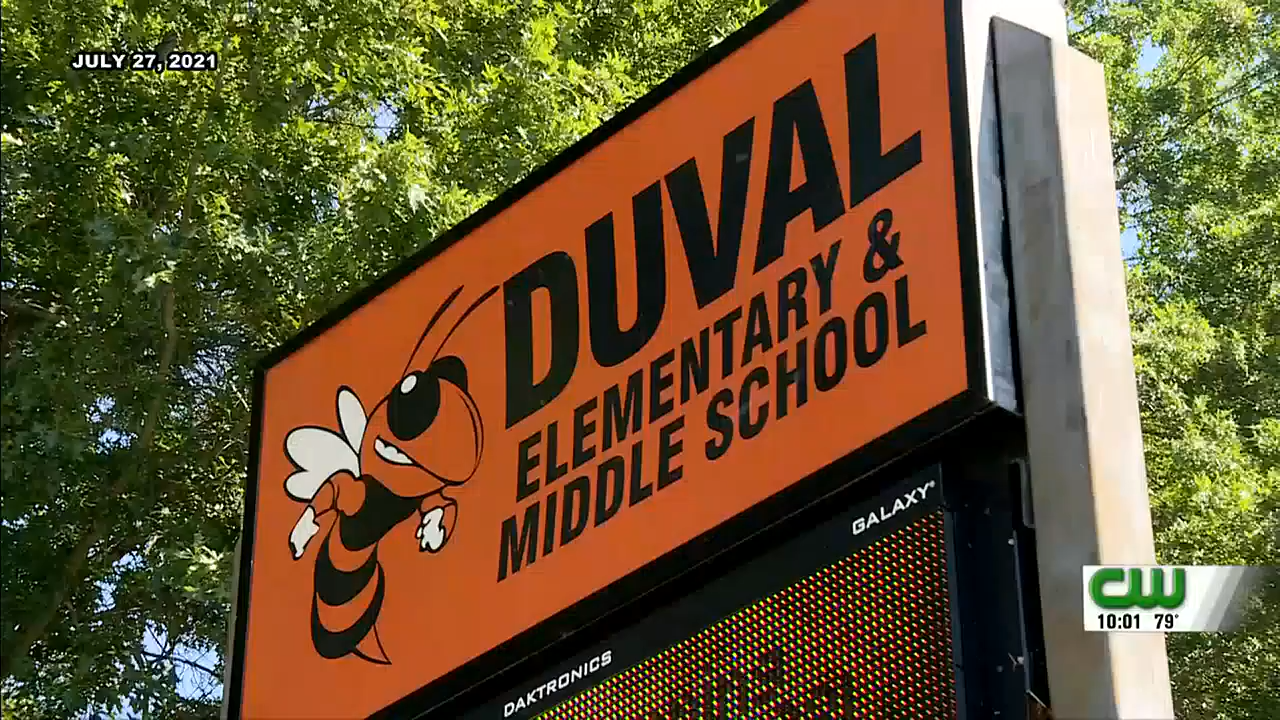 JULY 27, 2021
DUVAL
ELEMENTARY &
MIDDLE SCHOOL
GALAXY®
DAKTRONICS
CW
10:01 79°